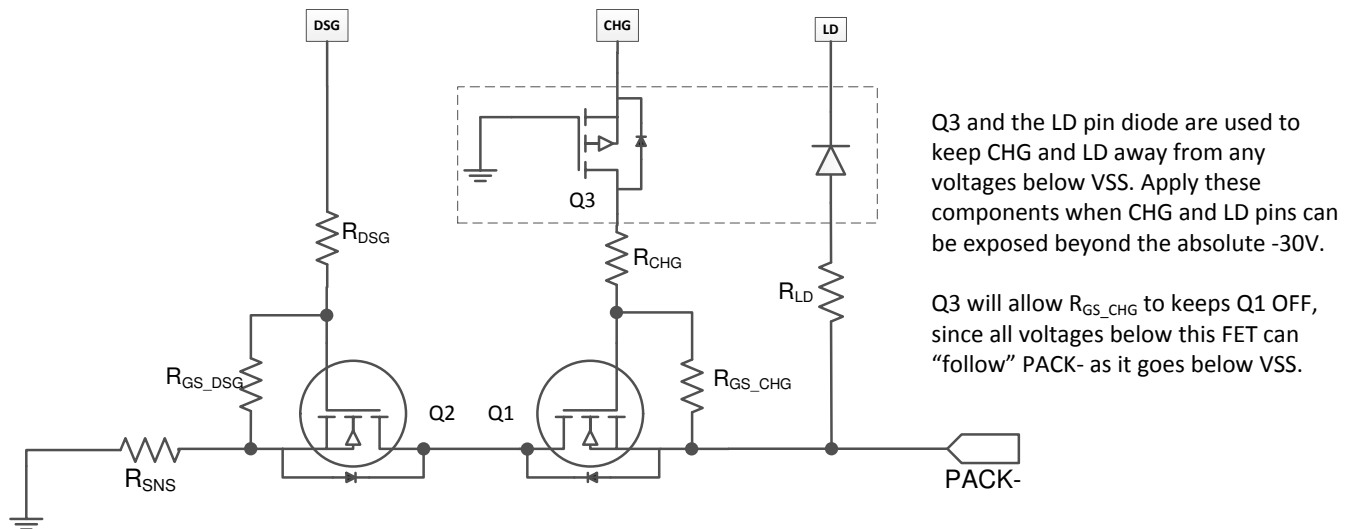 DSG
CHG
LD
Q3 and the LD pin diode are used to
keep CHG and LD away from any
voltages below VSS. Apply these
components when CHG and LD pins can
be exposed beyond the absolute -30V.
Q3 will allow RGS_CHG to keeps Q1 OFF,
since all voltages below this FET can
“follow” PACK- as it goes below VSS.
Q3
RDSG
RCHG
RLD
RGS_DSG
RGS_CHG
Q2
Q1
RSNS
PACK-